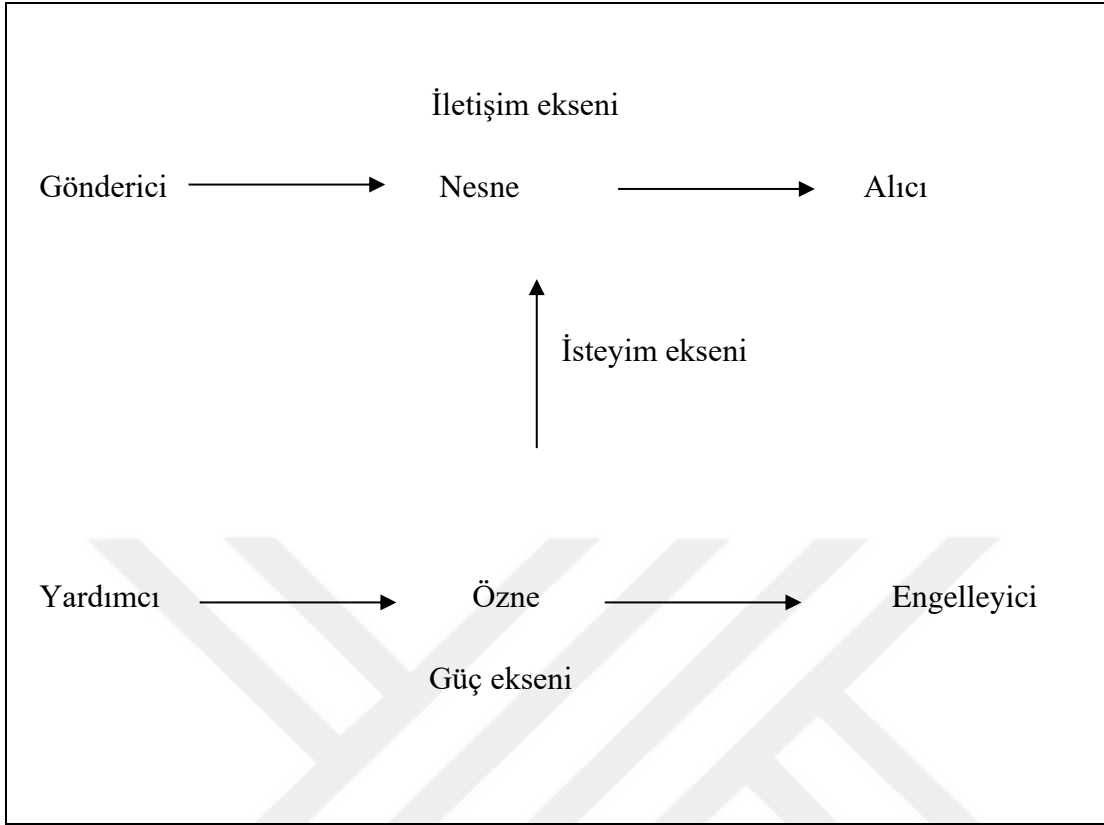 İletişim ekseni
Gönderici Nesne Alıcı
İsteyim ekseni
Yardımcı Özne Engelleyici
Güç ekseni